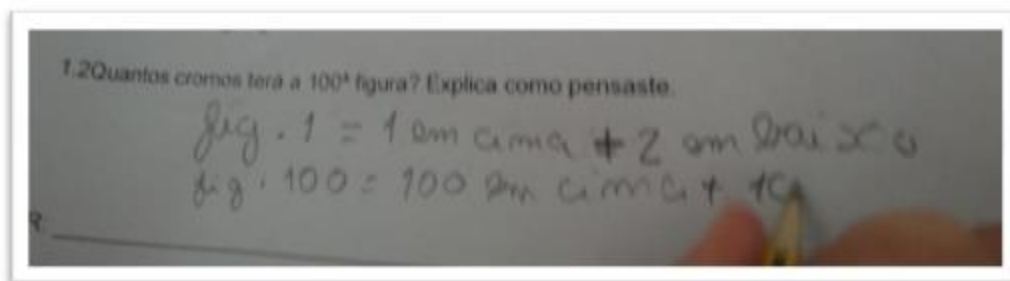 1.2Quantos cromos terá a 100ª figura? Explica como pensaste.
fig. 1 = 1 em cima + 2 em baixo
fig. 100 = 100 em cima + 10
R.